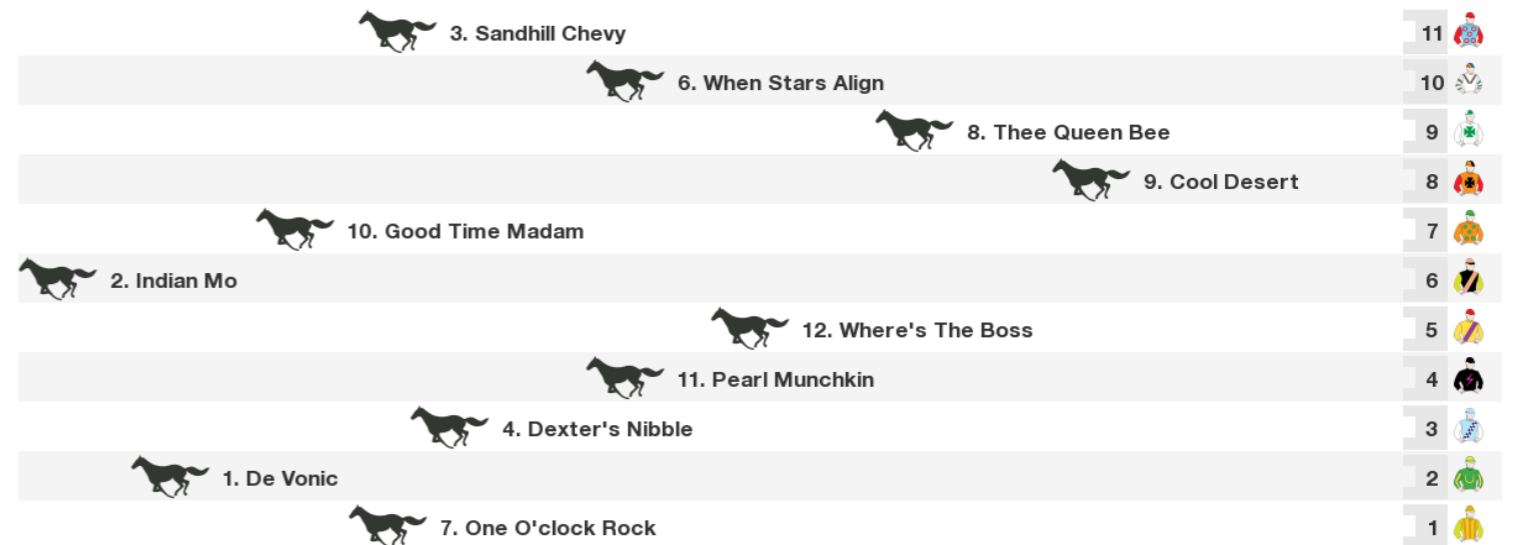 3. Sandhill Chevy 11
6. When Stars Align 10
8. Thee Queen Bee 9
9. Cool Desert 8
10. Good Time Madam 7
2. Indian Mo 6
12. Where's The Boss 5
11. Pearl Munchkin 4
4. Dexter's Nibble 3
1. De Vonic 2
7. One O'clock Rock 1